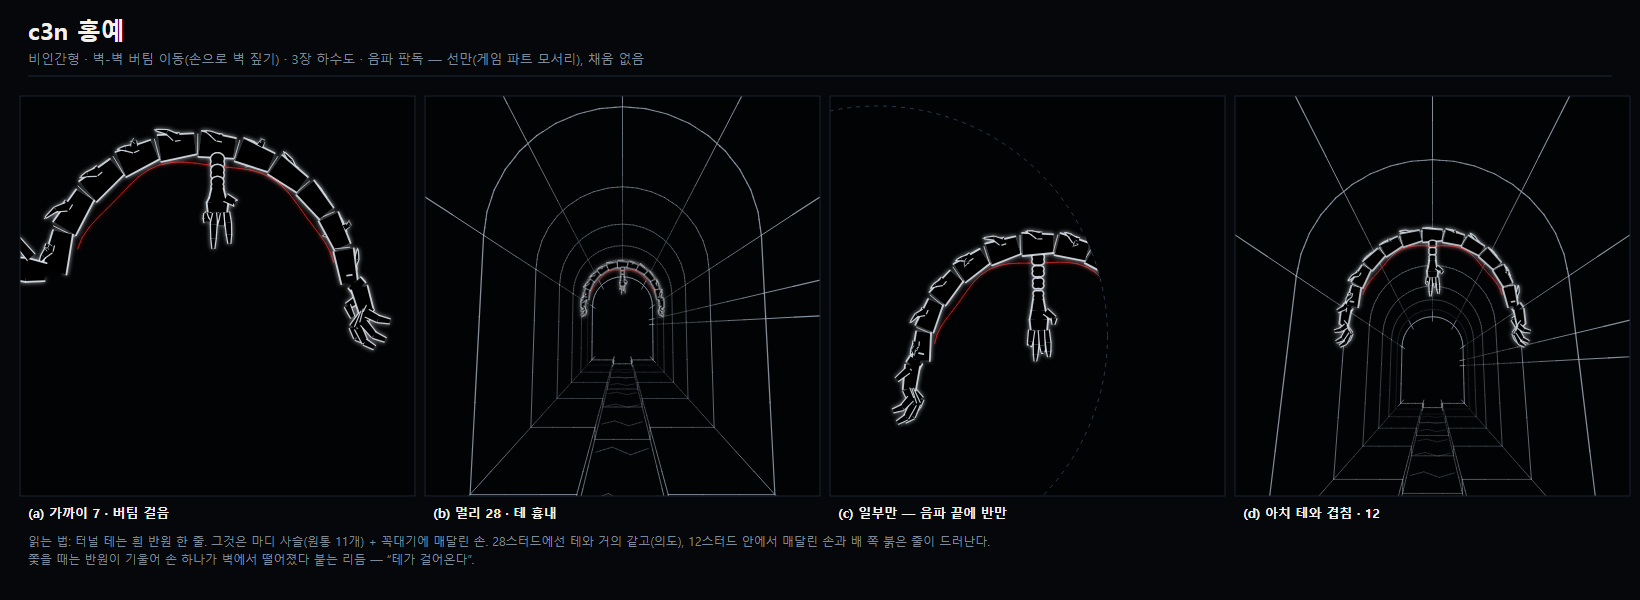 c3n 홍예
비인간형 · 벽-벽 버팀 이동(손으로 벽 짚기) · 3장 하수도 · 음파 판독 — 선만(게임 파트 모서리), 채움 없음
(a) 가까이 7 · 버팀 걸음
(b) 멀리 28 · 테 흉내
(c) 일부만 — 음파 끝에 반만
(d) 아치 테와 겹침 · 12
읽는 법: 터널 테는 흰 반원 한 줄. 그것은 마디 사슬(원통 11개) + 꼭대기에 매달린 손. 28스터드에선 테와 거의 같고(의도), 12스터드 안에서 매달린 손과 배 쪽 붉은 줄이 드러난다.
쫓을 때는 반원이 기울어 손 하나가 벽에서 떨어졌다 붙는 리듬 — "테가 걸어온다".